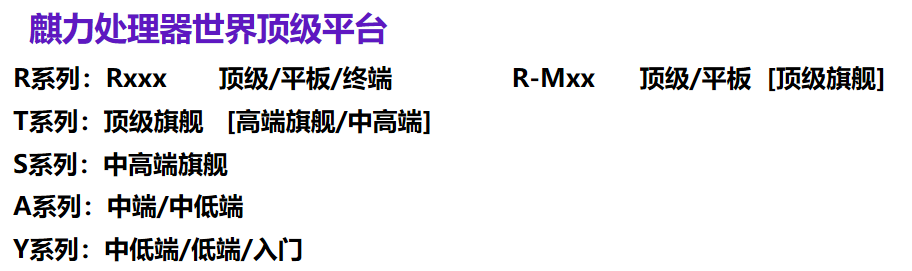 麒力处理器世界顶级平台
R系列：Rxxx 顶级/平板/终端 R-Mxx 顶级/平板 [顶级旗舰]
T系列：顶级旗舰 [高端旗舰/中高端]
S系列：中高端旗舰
A系列：中端/中低端
Y系列：中低端/低端/入门